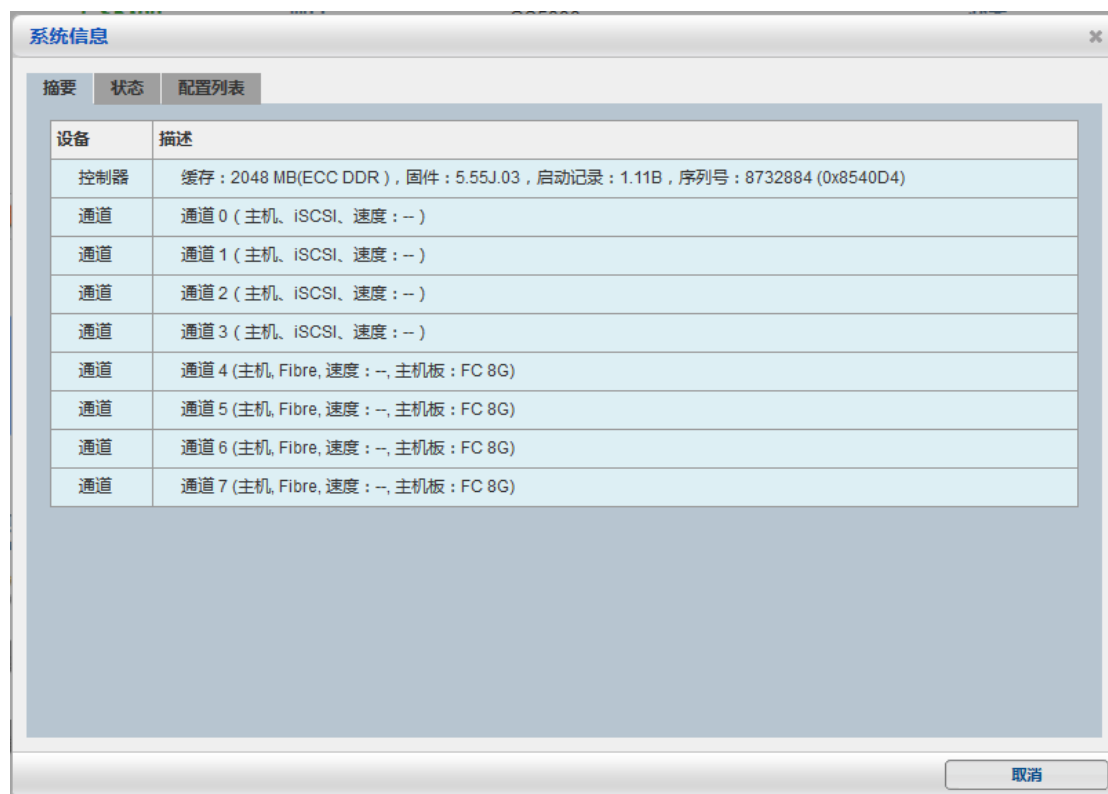 系统信息
摘要 状态 配置列表
设备 描述
控制器 缓存：2048 MB(ECC DDR )，固件：5.55J.03，启动记录：1.11B，序列号：8732884 (0x8540D4)
通道 通道 0 ( 主机、iSCSI、速度：-- )
通道 通道 1 ( 主机、iSCSI、速度：-- )
通道 通道 2 ( 主机、iSCSI、速度：-- )
通道 通道 3 ( 主机、iSCSI、速度：-- )
通道 通道 4 (主机, Fibre, 速度：--, 主机板：FC 8G)
通道 通道 5 (主机, Fibre, 速度：--, 主机板：FC 8G)
通道 通道 6 (主机, Fibre, 速度：--, 主机板：FC 8G)
通道 通道 7 (主机, Fibre, 速度：--, 主机板：FC 8G)
取消